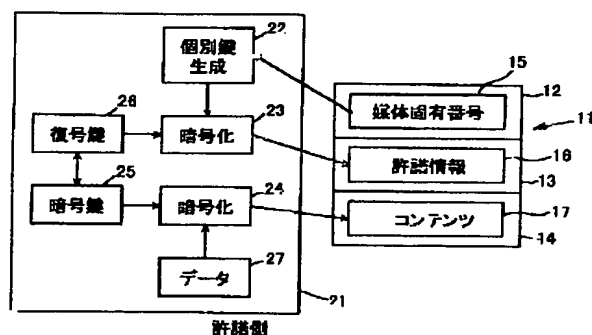 22
個別鍵
生成
26
復号鍵
23
暗号化
25
暗号鍵
24
暗号化
27
データ
21
許諾側
15
12
媒体固有番号
11
16
許諾情報
13
17
コンテンツ
14